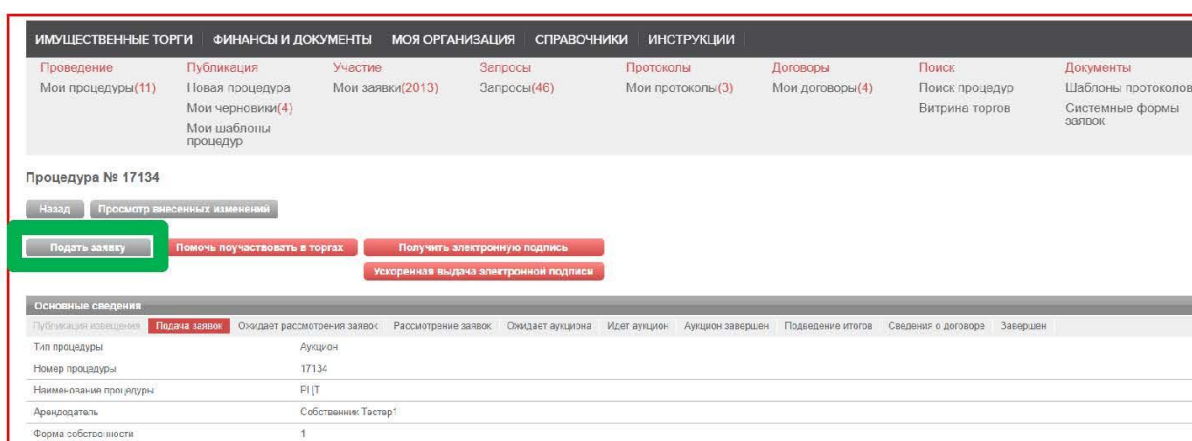 ИМУЩЕСТВЕННЫЕ ТОРГИ ФИНАНСЫ И ДОКУМЕНТЫ МОЯ ОРГАНИЗАЦИЯ СПРАВОЧНИКИ ИНСТРУКЦИИ
Проведение Публикация Участие Запросы Протоколы Договоры Поиск Документы
Мои процедуры(11) Новая процедура Мои заявки(2013) Запросы(46) Мои протоколы(3) Мои договоры(4) Поиск процедур Шаблоны протоколов
Мои черновики(4) Витрина торгов Системные формы
заявок
Мои шаблоны
процедур
Процедура № 17134
Назад Просмотр внесенных изменений
Подать заявку Помочь поучаствовать в торгах Получить электронную подпись
Ускоренная выдача электронной подписи
Основные сведения
Публикация извещения Подача заявок Ожидает рассмотрения заявок Рассмотрение заявок Ожидает аукциона Идет аукцион Аукцион завершен Подведение итогов Сведения о договоре Завершен
Тип процедуры Аукцион
Номер процедуры 17134
Наименование процедуры
Арендодатель Собственник Тастер1
Форма собственности 1